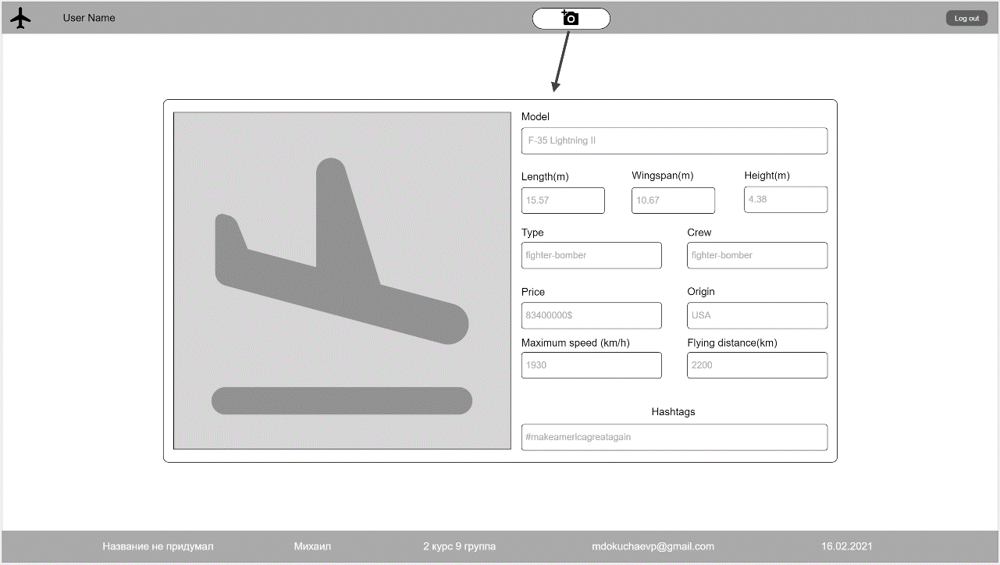 User Name
Log out
Model
F-35 Lightning II
Length(m) Wingspan(m) Height(m)
15.57 10.67 4.38
Type Crew
fighter-bomber fighter-bomber
Price Origin
83400000$ USA
Maximum speed (km/h) Flying distance(km)
1930 2200
Hashtags
#makeamericagreatagain
Название не придумал Михаил 2 курс 9 группа mdokuchaevp@gmail.com 16.02.2021